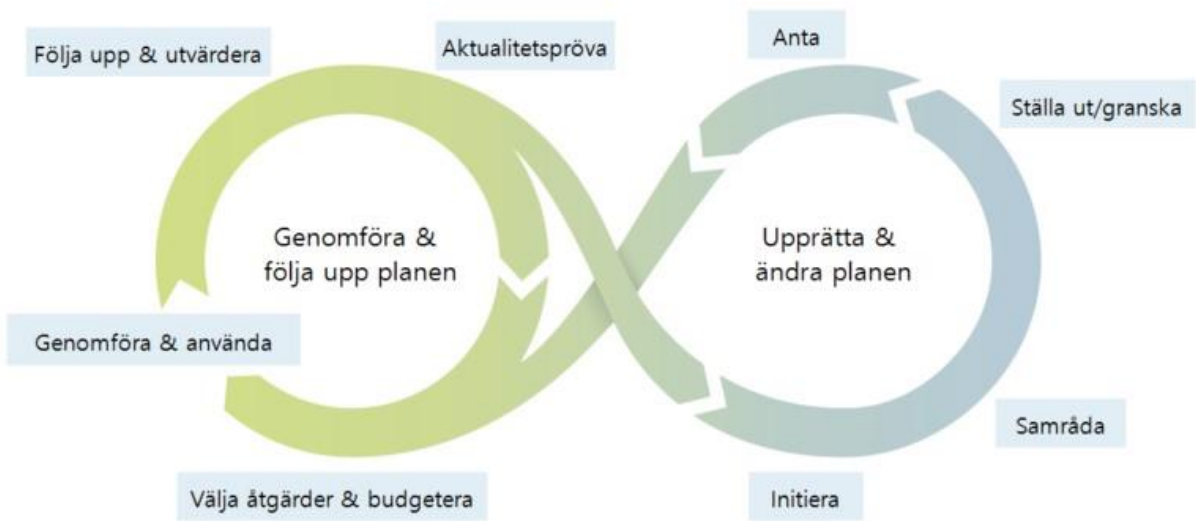 Följa upp & utvärdera
Aktualitetspröva
Anta
Ställa ut/granska
Genomföra &
följa upp planen
Upprätta &
ändra planen
Genomföra & använda
Samråda
Välja åtgärder & budgetera
Initiera